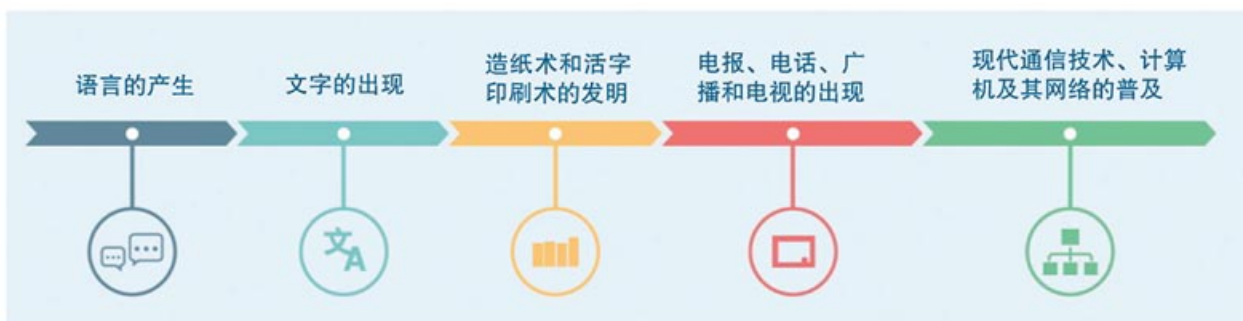 语言的产生
文字的出现
造纸术和活字
印刷术的发明
电报、电话、广
播和电视的出现
现代通信技术、计算
机及其网络的普及
文A